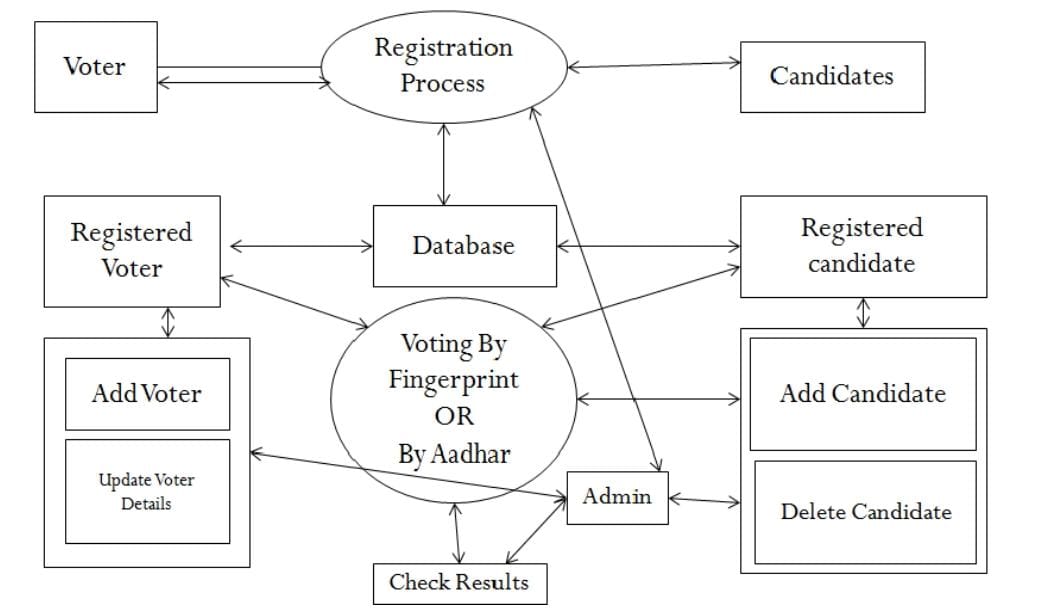 Voter
Registration
Process
Candidates
Registered
Voter
Database
Registered
candidate
Voting By
Fingerprint
OR
By Aadhar
Add Voter
Update Voter
Details
Add Candidate
Admin
Delete Candidate
Check Results